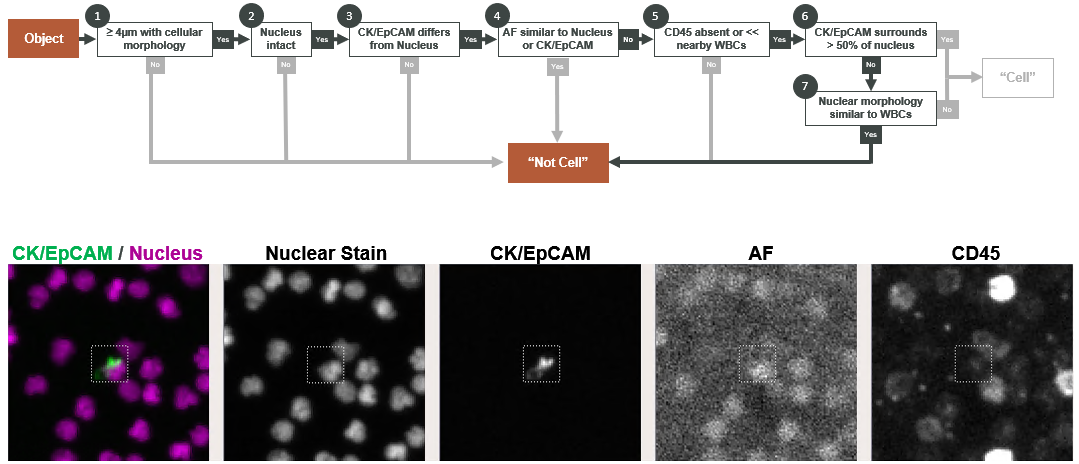 Object
1
≥ 4μm with cellular
morphology
Yes
No
2
Nucleus
intact
Yes
No
3
CK/EpCAM differs
from Nucleus
Yes
No
4
AF similar to Nucleus
or CK/EpCAM
No
Yes
5
CD45 absent or <<
nearby WBCs
Yes
No
6
CK/EpCAM surrounds
> 50% of nucleus
Yes
No
"Cell"
7
Nuclear morphology
similar to WBCs
No
Yes
"Not Cell"
CK/EpCAM / Nucleus
Nuclear Stain
CK/EpCAM
AF
CD45